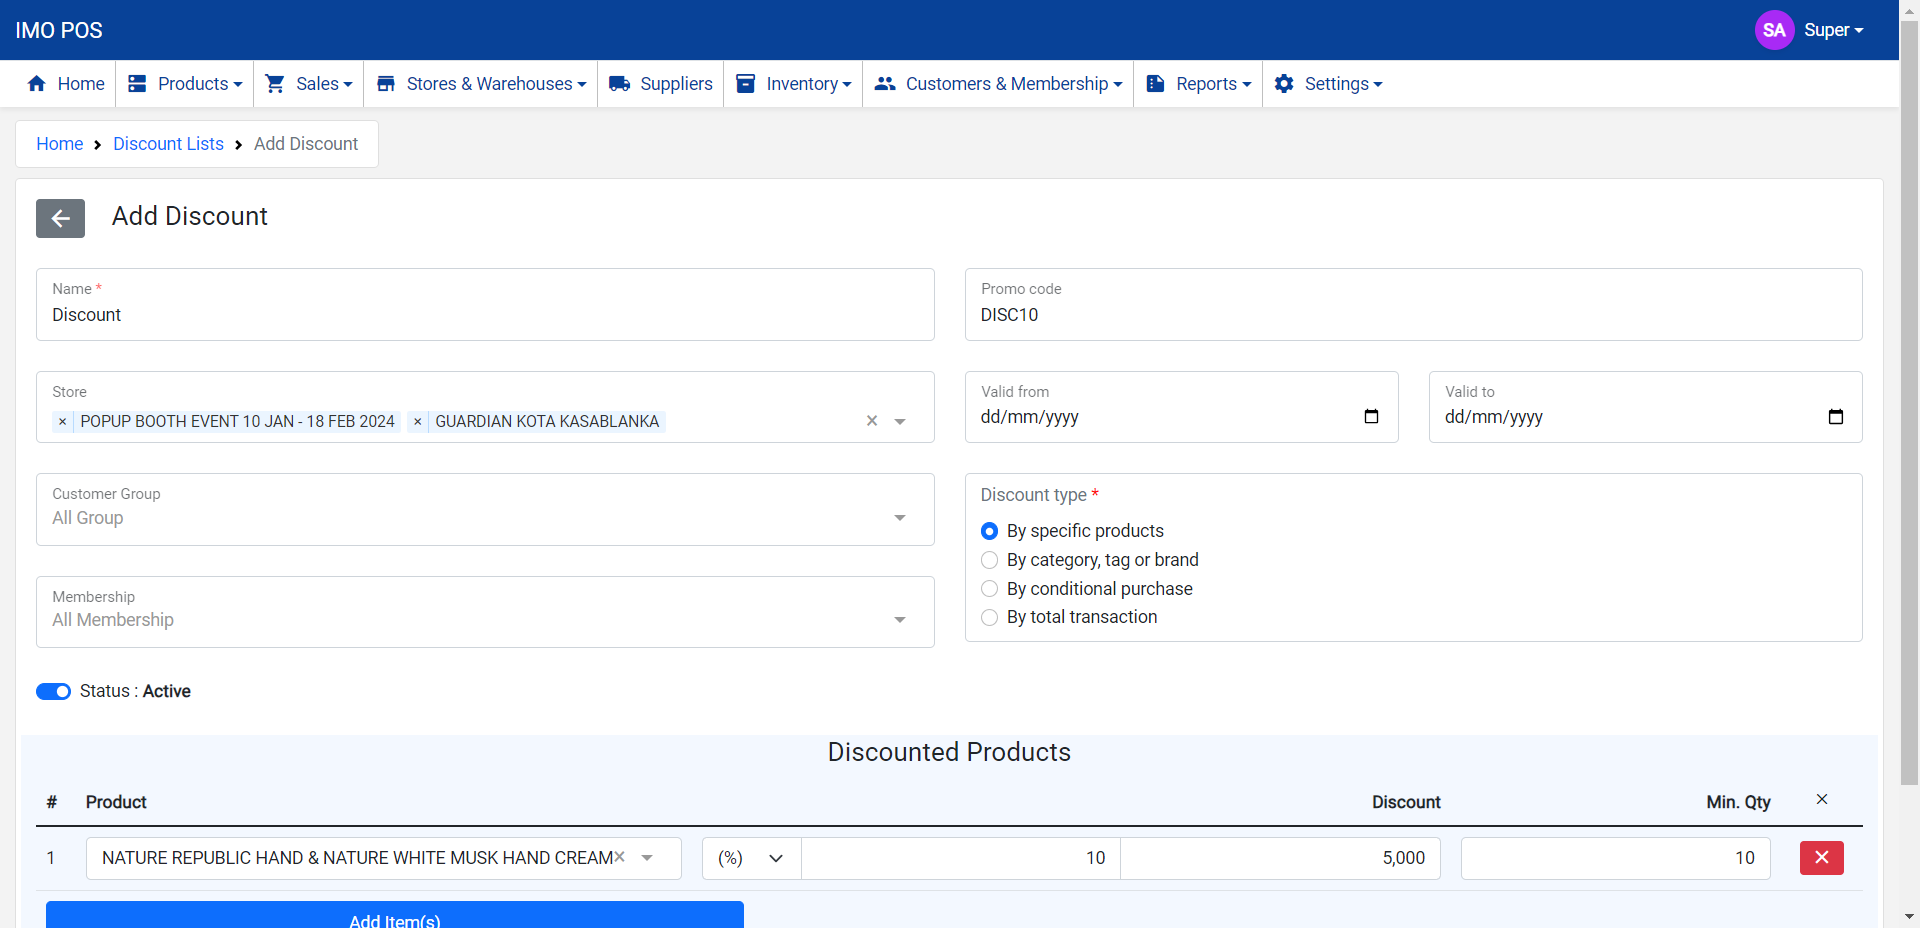 IMO POS
SA Super
Home Products Sales Stores & Warehouses Suppliers Inventory Customers & Membership Reports Settings
Home Discount Lists Add Discount
Add Discount
Name *
Discount
Promo code
DISC10
Store
× POPUP BOOTH EVENT 10 JAN - 18 FEB 2024 × GUARDIAN KOTA KASABLANKA ×
Valid from
dd/mm/yyyy
Valid to
dd/mm/yyyy
Customer Group
All Group
Discount type *
By specific products
By category, tag or brand
By conditional purchase
By total transaction
Membership
All Membership
Status : Active
Discounted Products
# Product Discount Min. Qty ×
1 NATURE REPUBLIC HAND & NATURE WHITE MUSK HAND CREAM× (%) 10 5,000 10
Add Item(s)